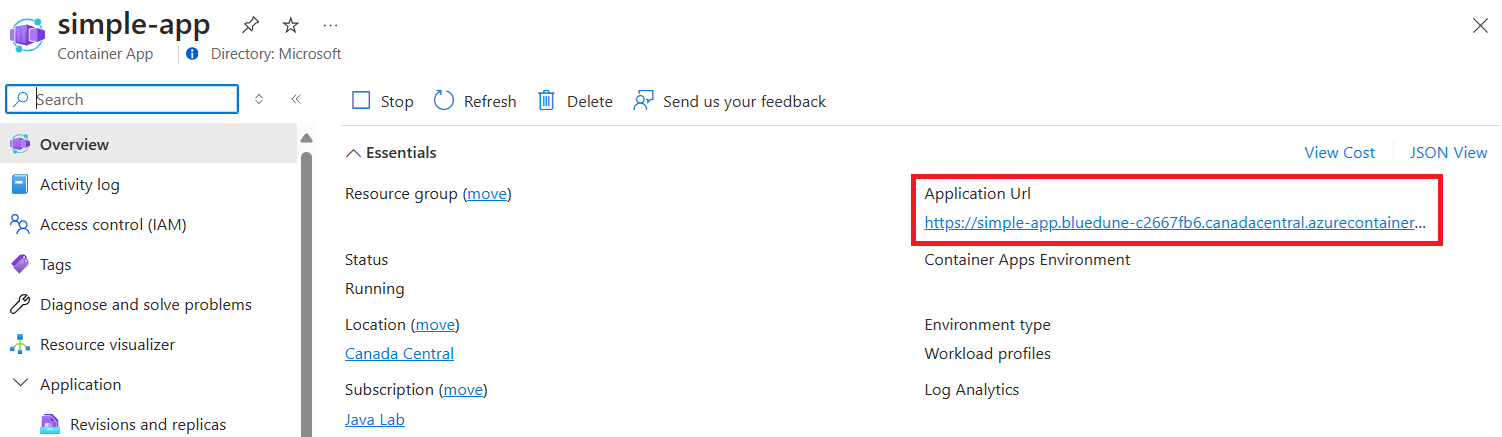 simple-app
Container App
Directory: Microsoft
Search
Overview
Activity log
Access control (IAM)
Tags
Diagnose and solve problems
Resource visualizer
Application
Revisions and replicas
Stop
Refresh
Delete
Send us your feedback
Essentials
View Cost
JSON View
Resource group (move)
Status
Running
Location (move)
Canada Central
Subscription (move)
Java Lab
Application Url
https://simple-app.bluedune-c2667fb6.canadacentral.azurecontainer...
Container Apps Environment
Environment type
Workload profiles
Log Analytics